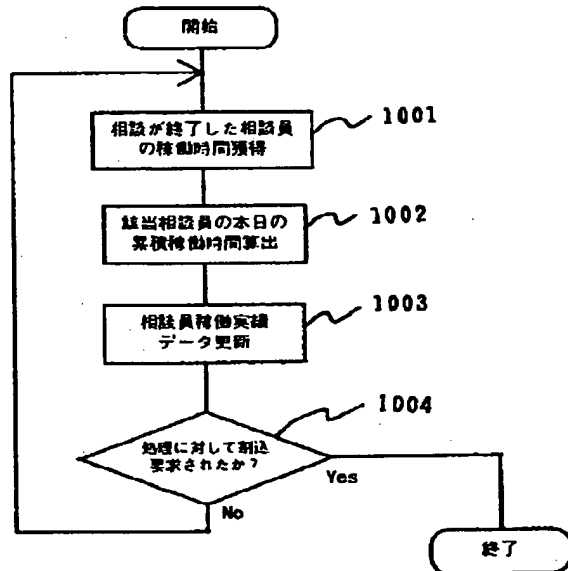 開始
相談が終了した相談員
の稼働時間獲得
1001
該当相談員の本日の
累積稼働時間算出
1002
相談員稼働実績
データ更新
1003
処理に対して割込
要求されたか?
1004
Yes
No
終了